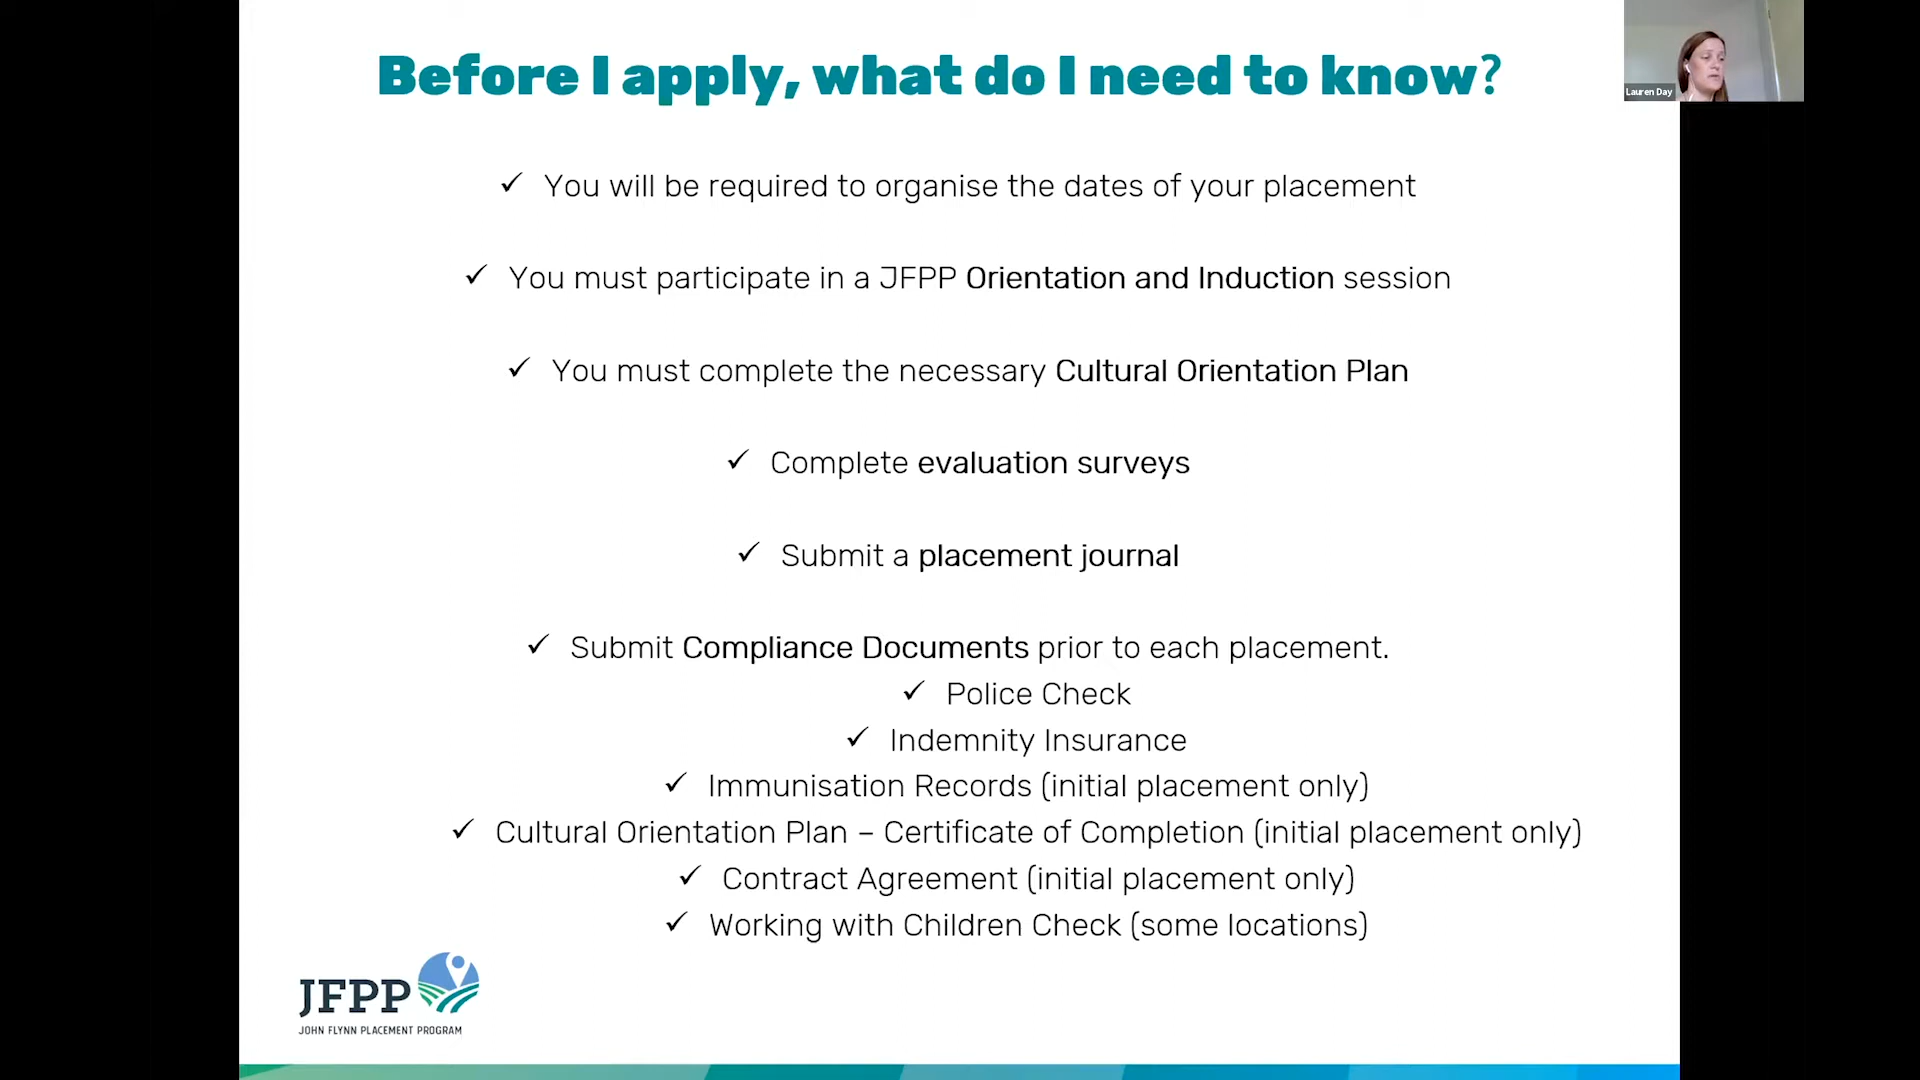 Before I apply, what do I need to know?
Lauren Day
✓ You will be required to organise the dates of your placement
✓ You must participate in a JFPP Orientation and Induction session
✓ You must complete the necessary Cultural Orientation Plan
✓ Complete evaluation surveys
✓ Submit a placement journal
✓ Submit Compliance Documents prior to each placement.
✓ Police Check
✓ Indemnity Insurance
✓ Immunisation Records (initial placement only)
✓ Cultural Orientation Plan – Certificate of Completion (initial placement only)
✓ Contract Agreement (initial placement only)
✓ Working with Children Check (some locations)
JFPP
JOHN FLYNN PLACEMENT PROGRAM